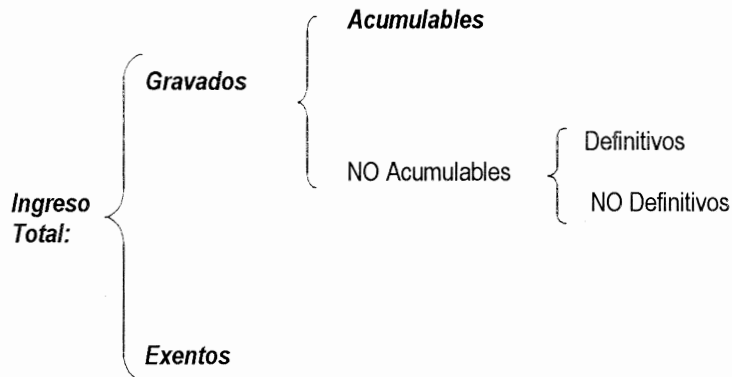 Acumulables
Gravados
Definitivos
NO Acumulables
NO Definitivos
Ingreso
Total:
Exentos